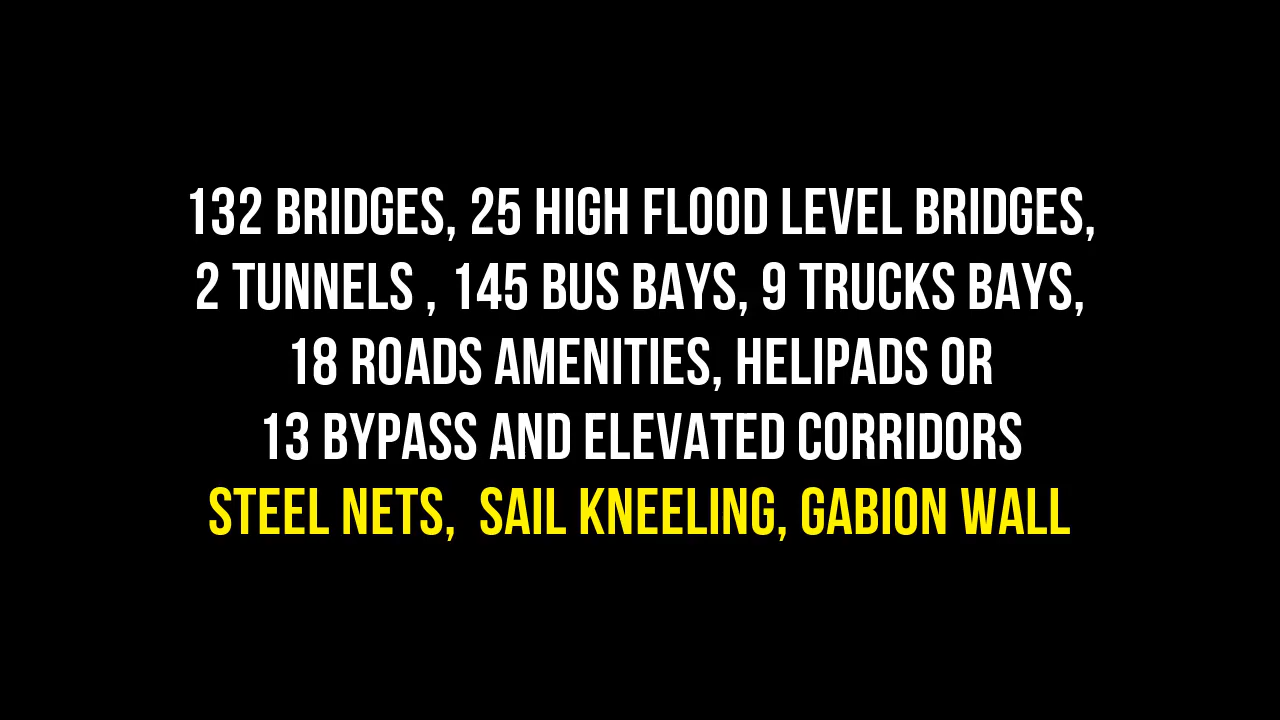 132 BRIDGES, 25 HIGH FLOOD LEVEL BRIDGES,
2 TUNNELS , 145 BUS BAYS, 9 TRUCKS BAYS,
18 ROADS AMENITIES, HELIPADS OR
13 BYPASS AND ELEVATED CORRIDORS
STEEL NETS,  SAIL KNEELING, GABION WALL